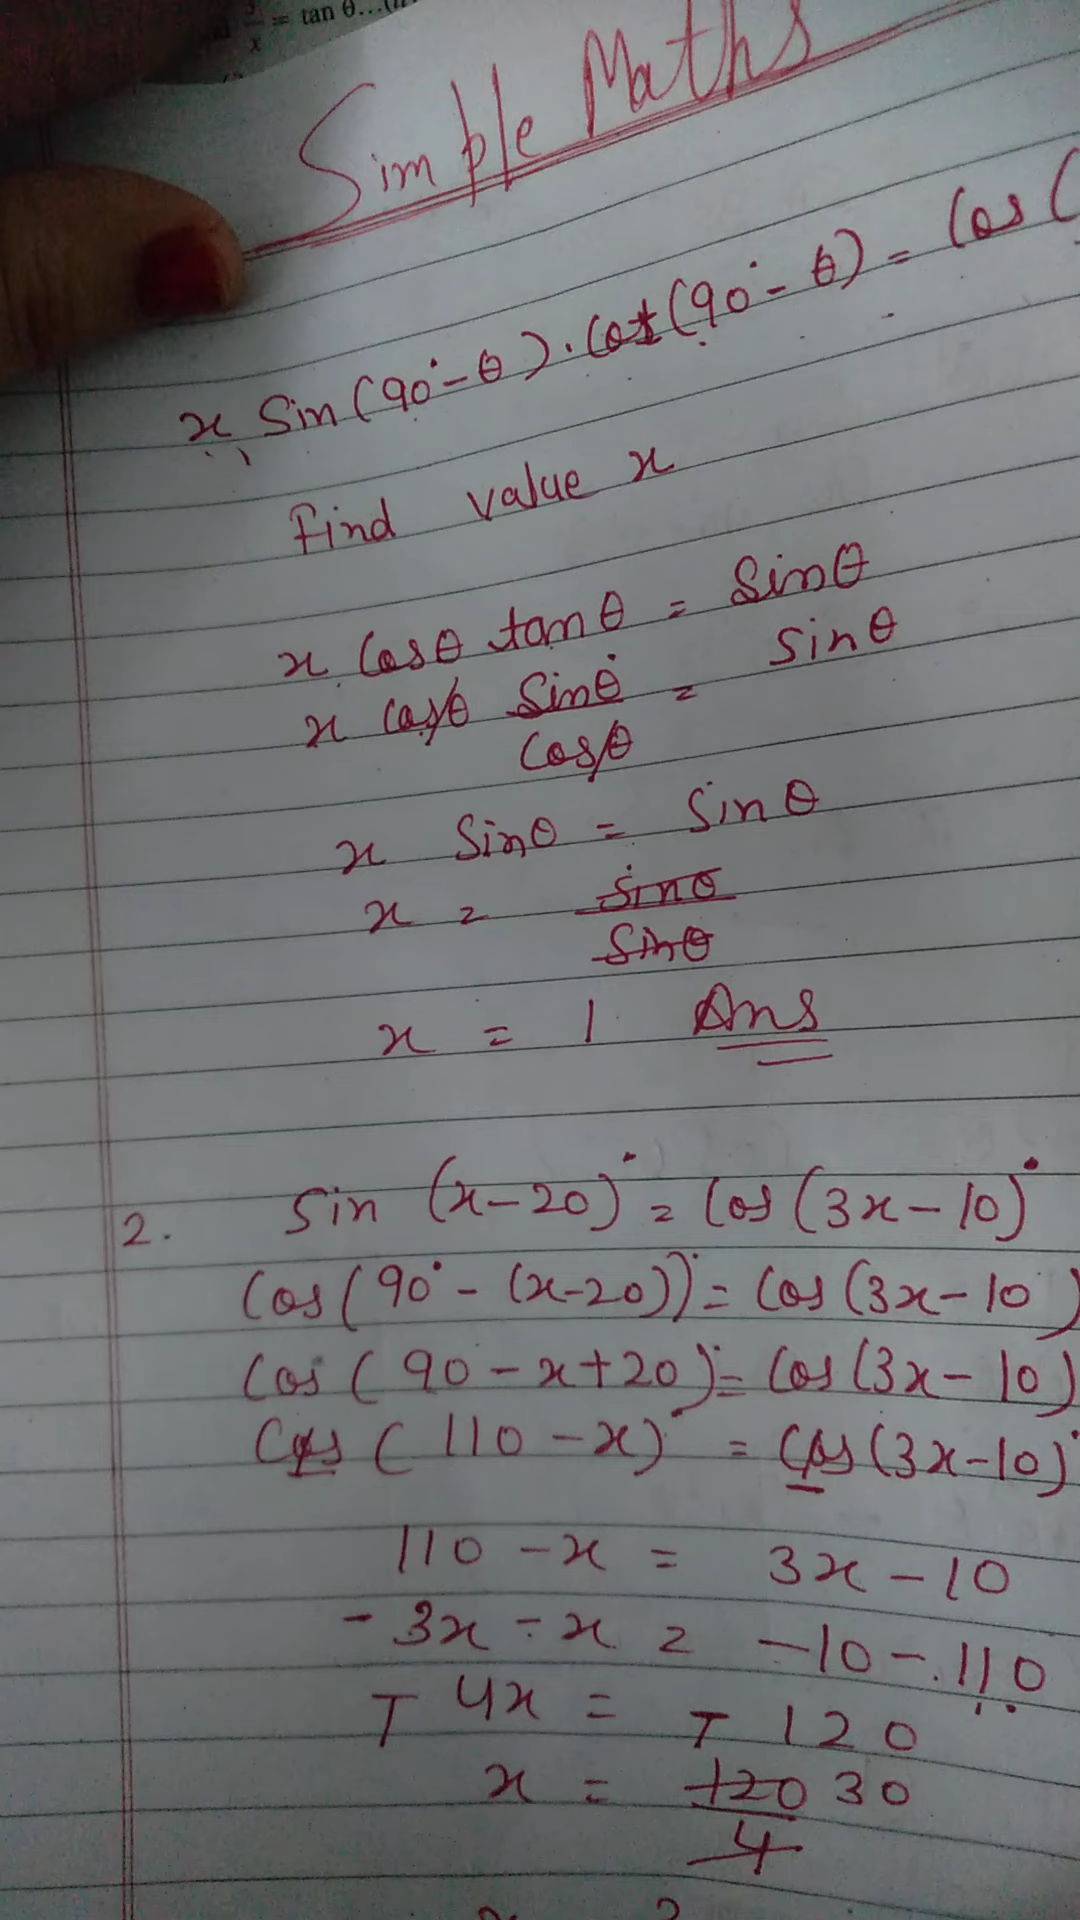 = tan θ...(i
x
Simple Maths
x Sin(90°-θ).Cot(90°-θ) = Cos(
Find value x
x Cosθ tanθ = Sinθ
x Cosθ Sinθ = Sinθ
Cosθ
x Sinθ = Sinθ
x = Sinθ
Sinθ
x = 1 Ans
2. Sin (x-20)° = Cos (3x-10)°
Cos(90°-(x-20))° = Cos (3x-10)
Cos (90-x+20)° = Cos (3x-10)
Cos (110-x)° = Cos (3x-10)°
110 -x = 3x-10
-3x-x = -10-110
- 4x = - 120
x = 120 30
4